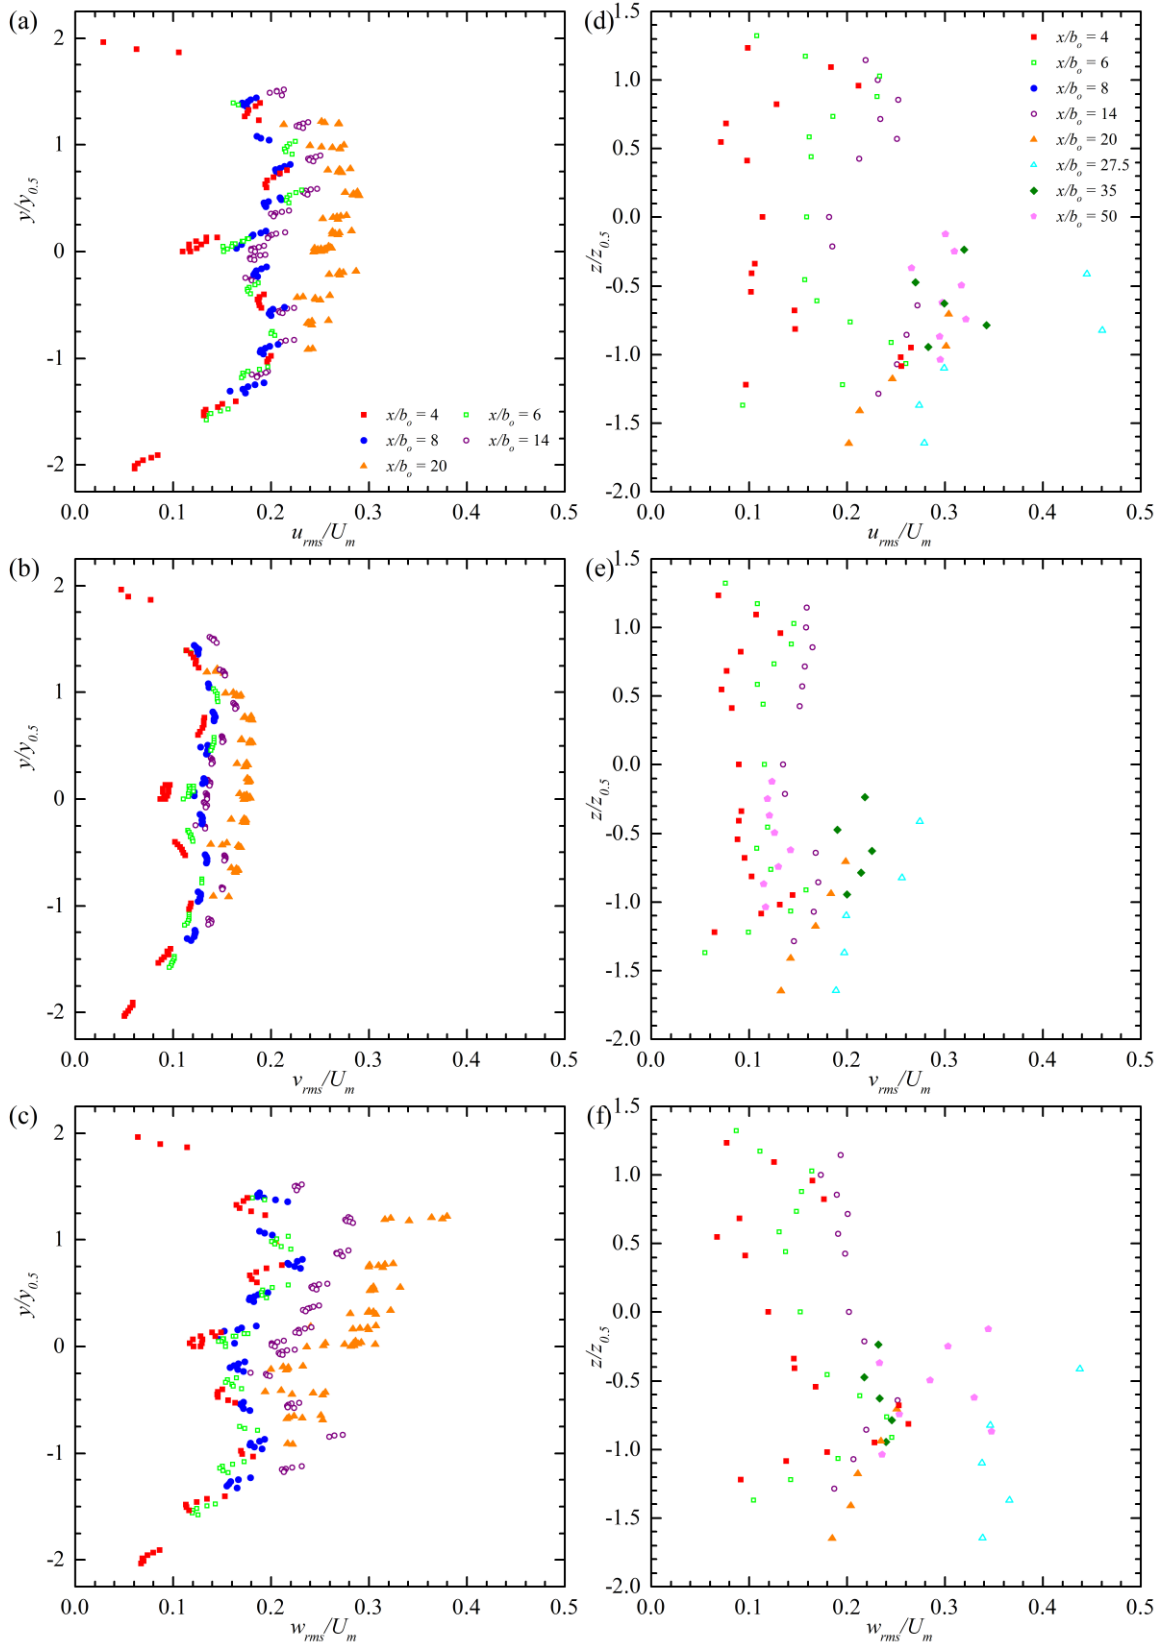 (a)
2
1
0
-1
-2
y/y0.5
x/bo = 4
x/bo = 6
x/bo = 8
x/bo = 14
x/bo = 20
0.0 0.1 0.2 0.3 0.4 0.5
urms/Um
(d)
1.5
1.0
0.5
0.0
-0.5
-1.0
-1.5
-2.0
z/z0.5
x/bo = 4
x/bo = 6
x/bo = 8
x/bo = 14
x/bo = 20
x/bo = 27.5
x/bo = 35
x/bo = 50
0.0 0.1 0.2 0.3 0.4 0.5
urms/Um
(b)
2
1
0
-1
-2
y/y0.5
0.0 0.1 0.2 0.3 0.4 0.5
vrms/Um
(e)
1.5
1.0
0.5
0.0
-0.5
-1.0
-1.5
-2.0
z/z0.5
0.0 0.1 0.2 0.3 0.4 0.5
vrms/Um
(c)
2
1
0
-1
-2
y/y0.5
0.0 0.1 0.2 0.3 0.4 0.5
wrms/Um
(f)
1.5
1.0
0.5
0.0
-0.5
-1.0
-1.5
-2.0
z/z0.5
0.0 0.1 0.2 0.3 0.4 0.5
wrms/Um